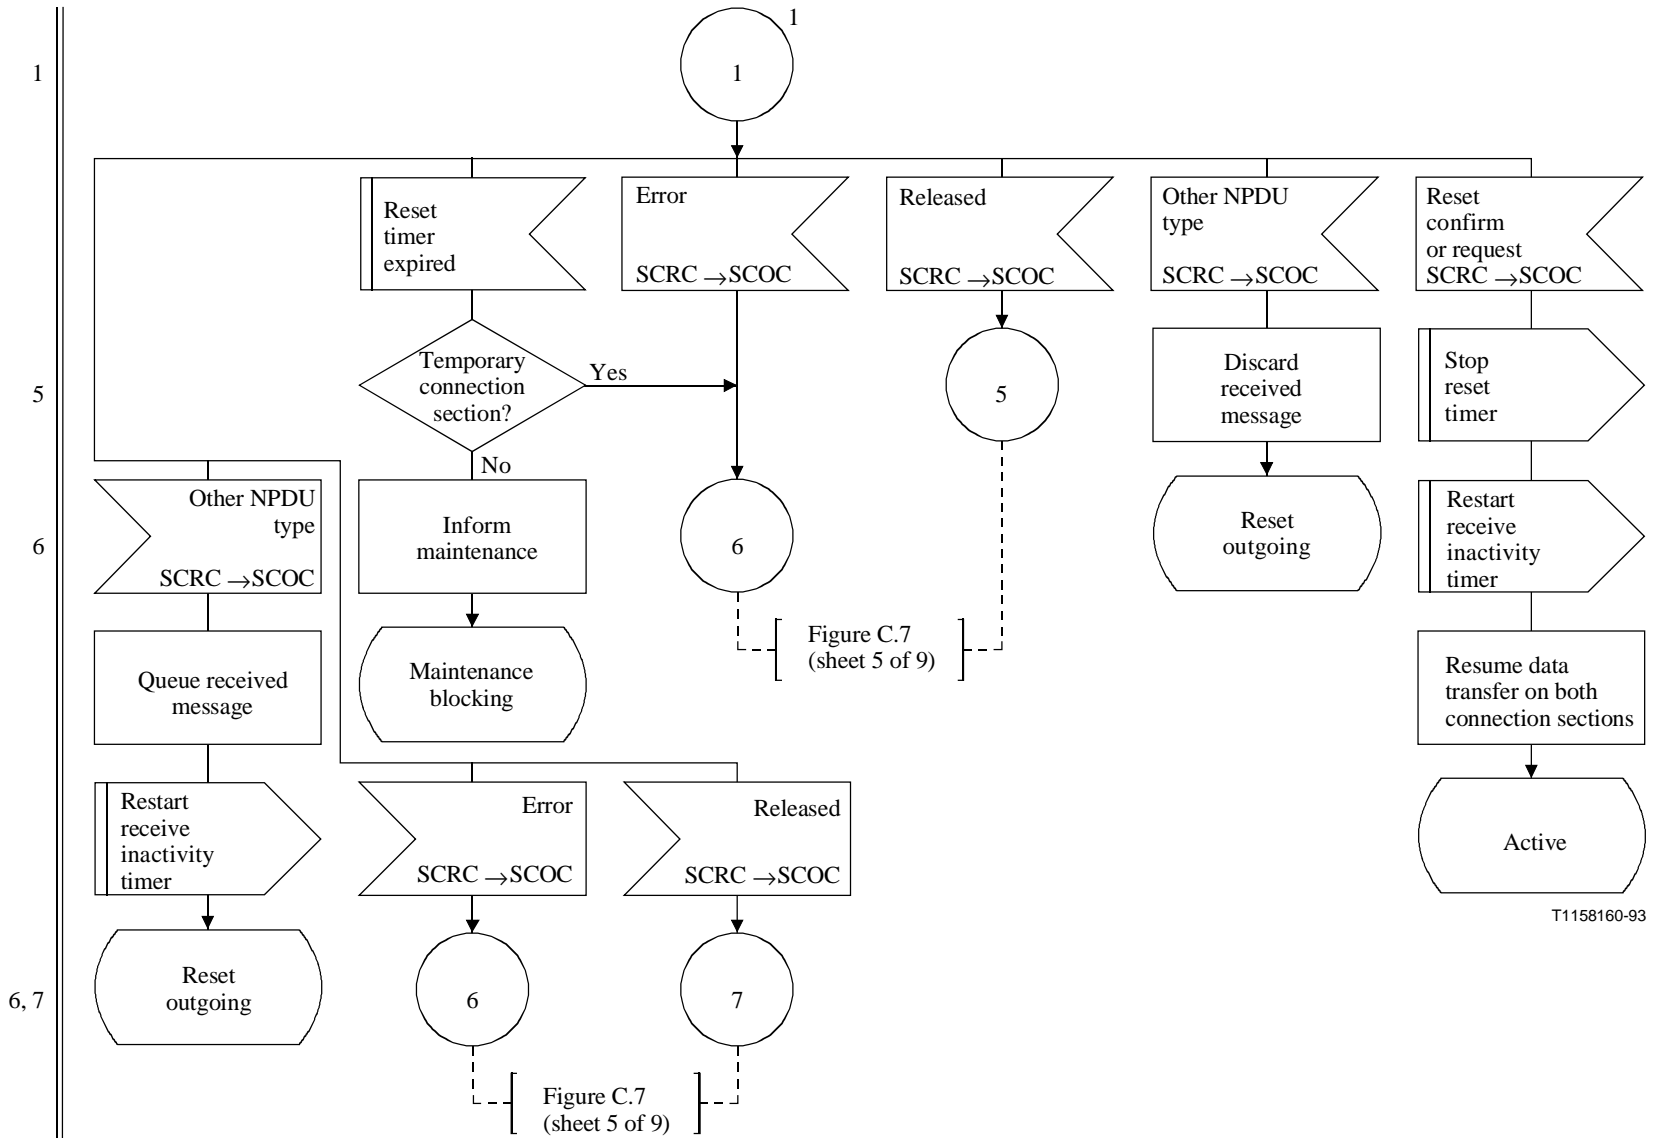 1
1
1
Reset
timer
expired
Error
SCRC →SCOC
Released
SCRC →SCOC
Other NPDU
type
SCRC →SCOC
Reset
confirm
or request
SCRC →SCOC
5
Temporary
connection
section?
Yes
No
5
Discard
received
message
Stop
reset
timer
6
Other NPDU
type
SCRC →SCOC
Inform
maintenance
6
Reset
outgoing
Restart
receive
inactivity
timer
Queue received
message
Maintenance
blocking
Figure C.7
(sheet 5 of 9)
Resume data
transfer on both
connection sections
Restart
receive
inactivity
timer
Error
SCRC →SCOC
Released
SCRC →SCOC
Active
T1158160-93
6, 7
Reset
outgoing
6
7
Figure C.7
(sheet 5 of 9)